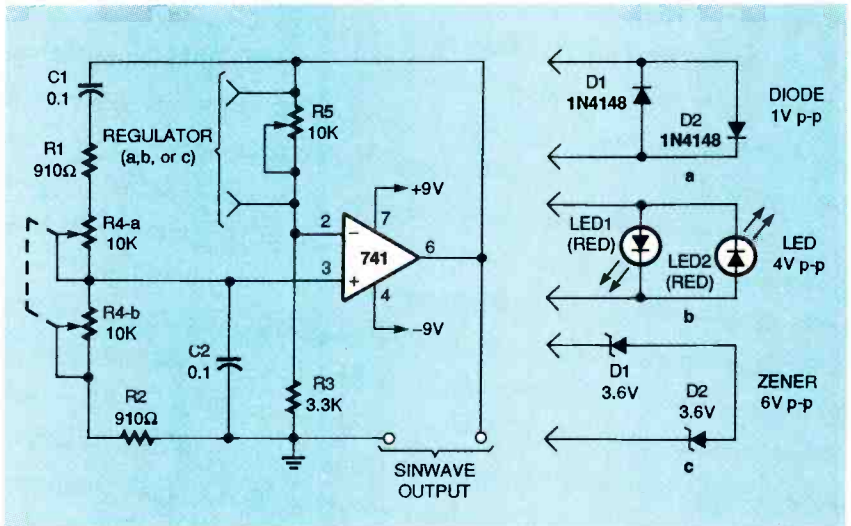 C1
0.1
R1
910Ω
R4-a
10K
R4-b
10K
R2
910Ω
C2
0.1
REGULATOR
(a,b, or c)
R5
10K
2
3
741
7
+9V
6
4
−9V
R3
3.3K
SINWAVE
OUTPUT
D1
1N4148
D2
1N4148
DIODE
1V p-p
a
LED1
(RED)
LED2
(RED)
LED
4V p-p
b
D1
3.6V
D2
3.6V
ZENER
6V p-p
c